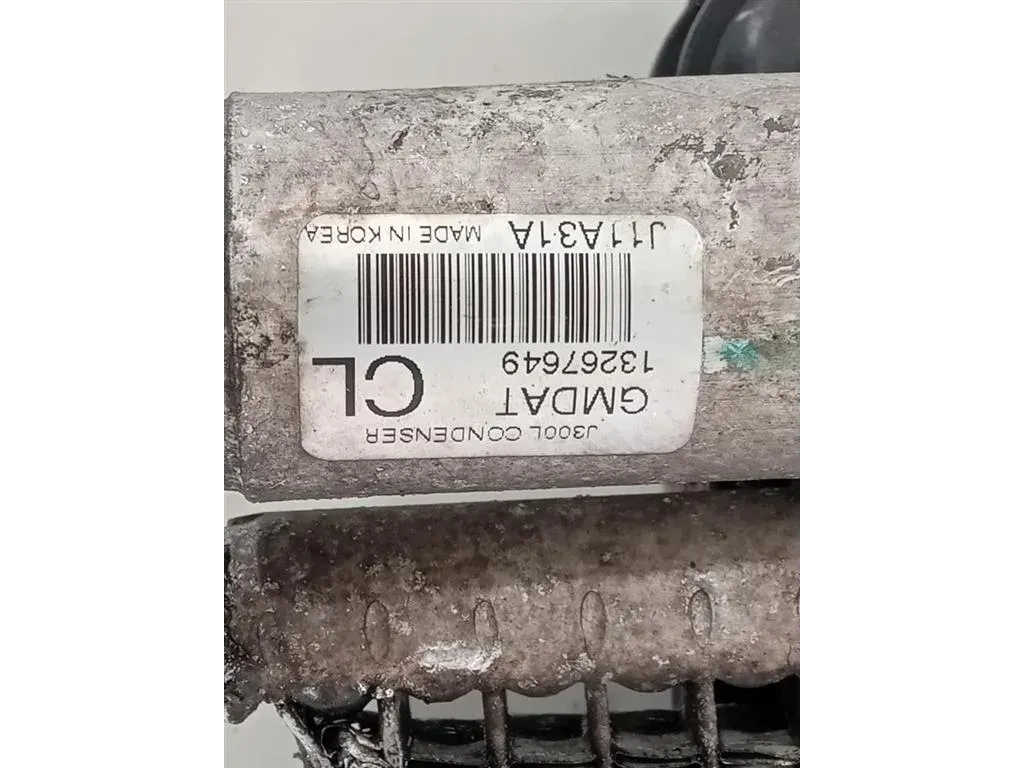 J300L CONDENSER
GMDAT
CL
13267649
J11A31A MADE IN KOREA